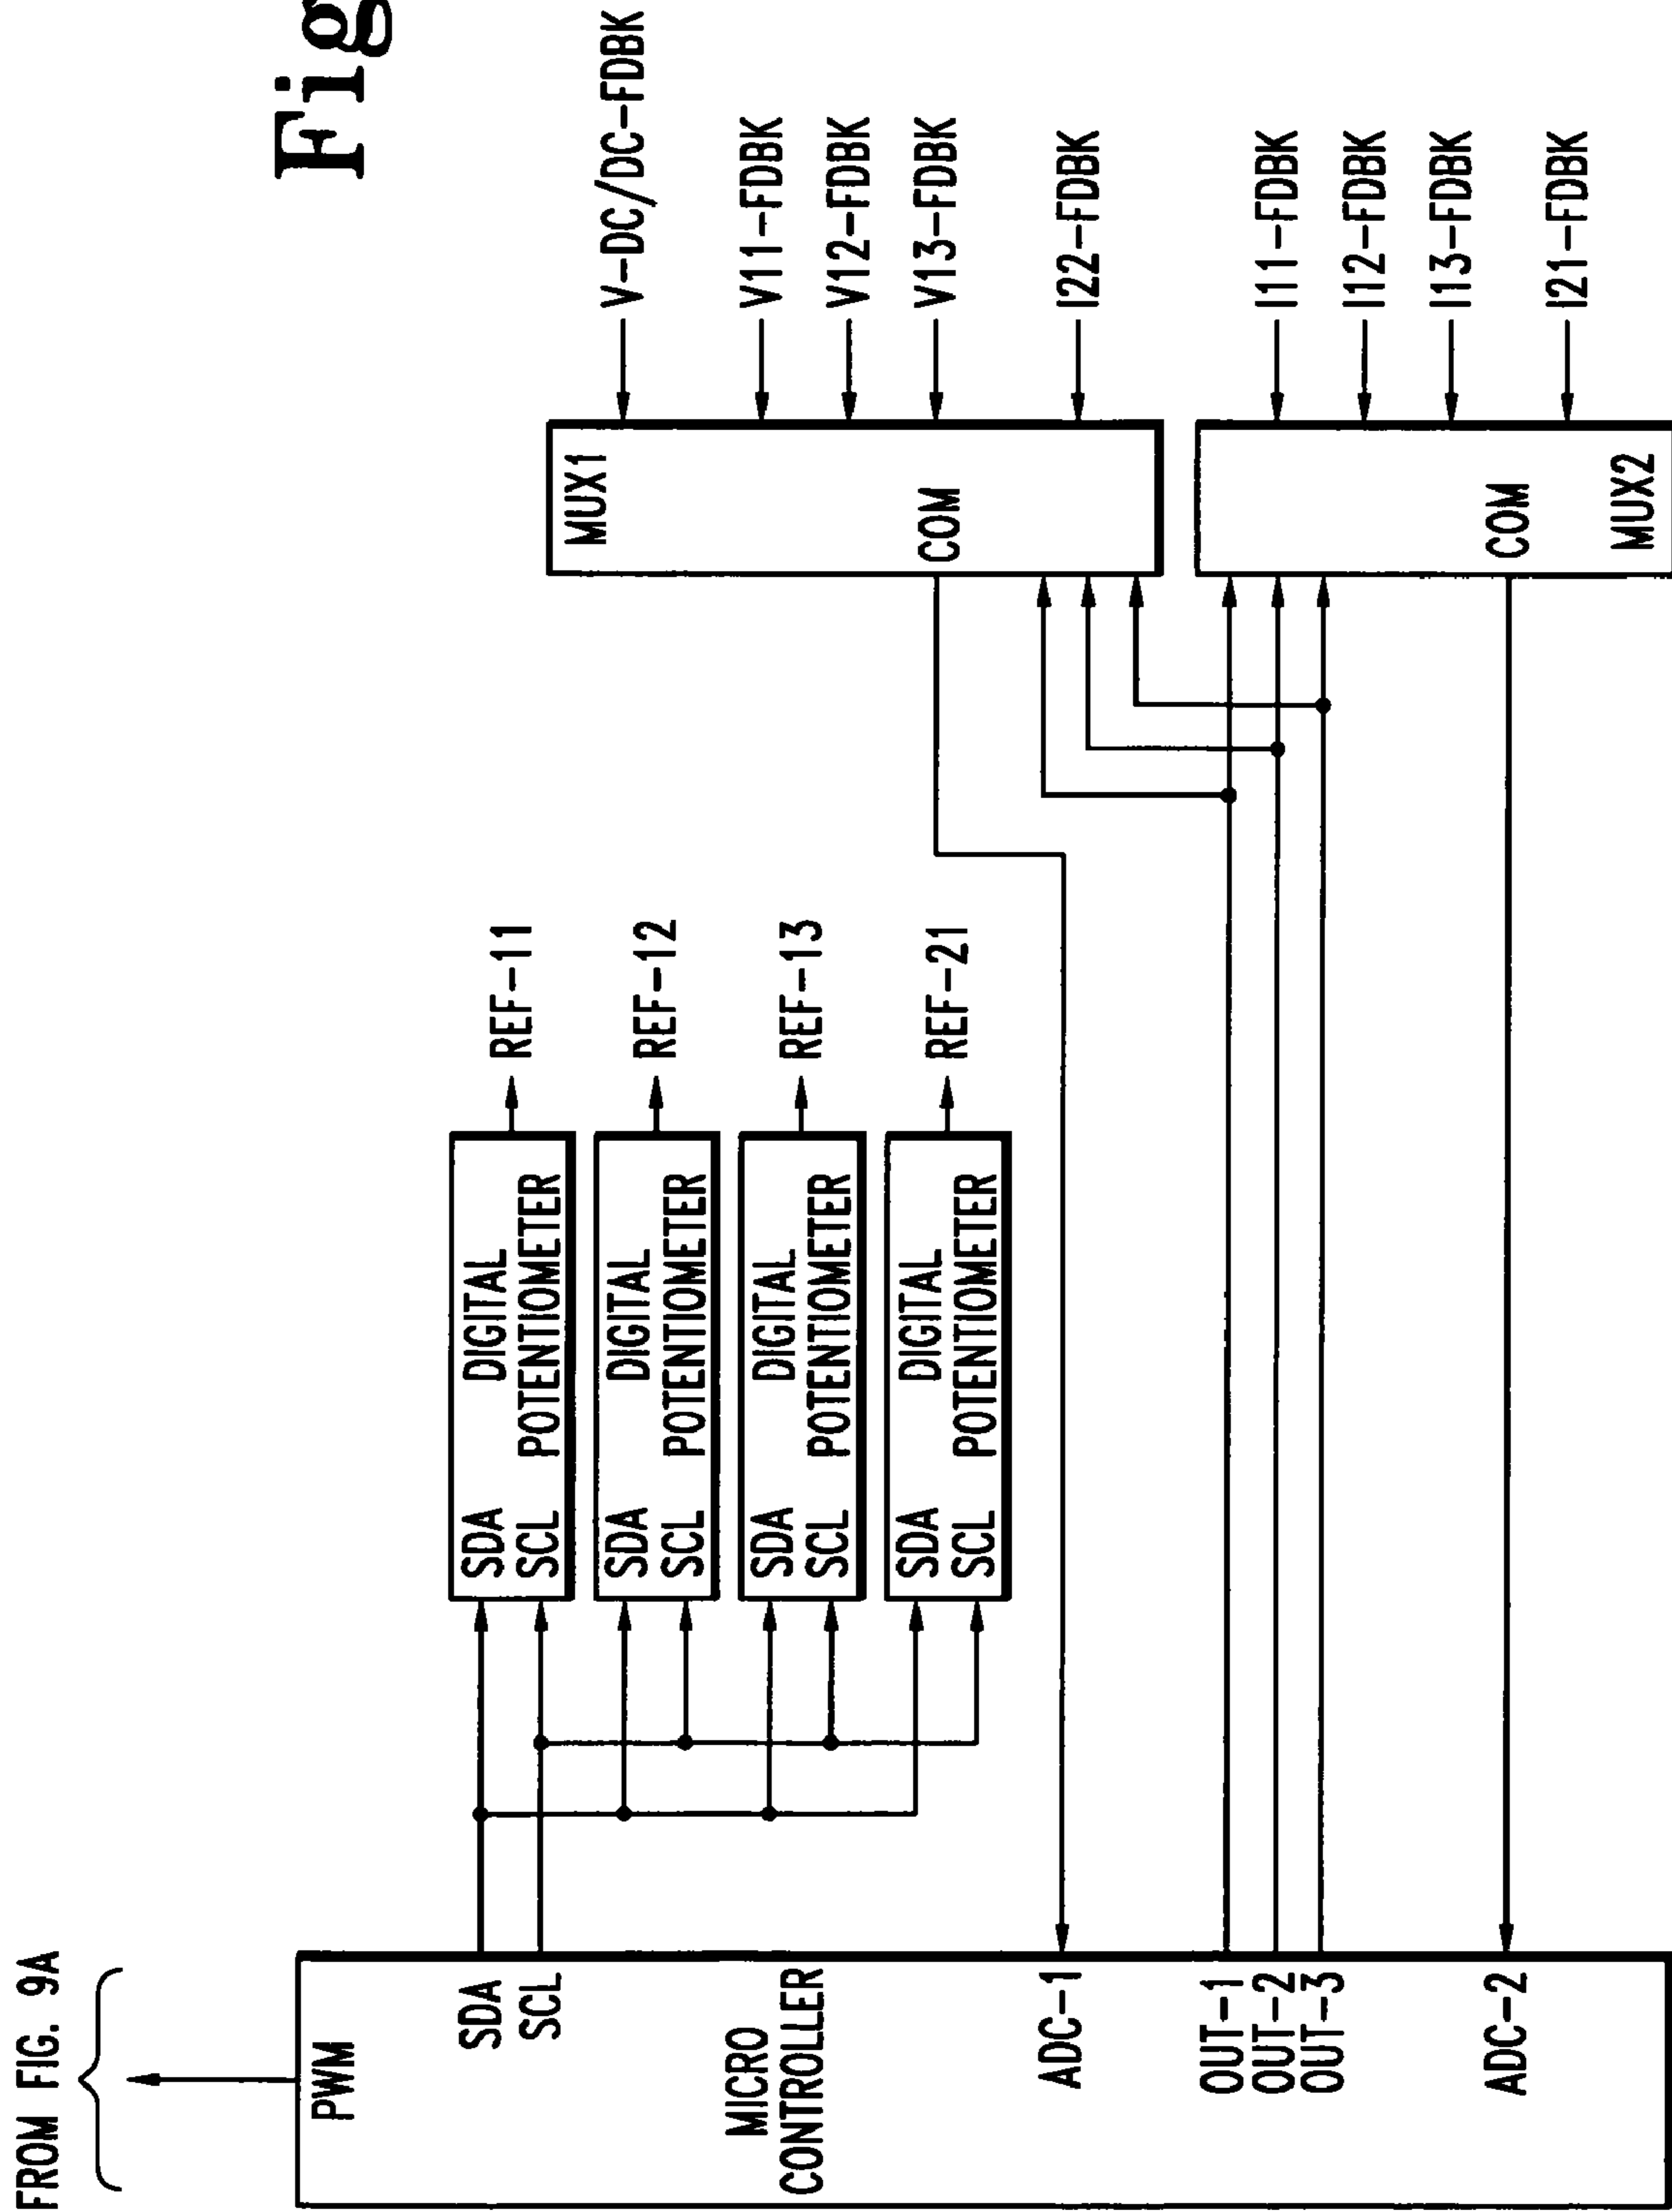 Fig
FROM FIG. 9A
PWM
SDA
SCL
MICRO
CONTROLLER
ADC-1
OUT-1
OUT-2
OUT-3
ADC-2
SDA
SCL
DIGITAL
POTENTIOMETER
REF-11
SDA
SCL
DIGITAL
POTENTIOMETER
REF-12
SDA
SCL
DIGITAL
POTENTIOMETER
REF-13
SDA
SCL
DIGITAL
POTENTIOMETER
REF-21
MUX1
COM
V-DC/DC-FDBK
V11-FDBK
V12-FDBK
V13-FDBK
I22-FDBK
COM
MUX2
I11-FDBK
I12-FDBK
I13-FDBK
I21-FDBK